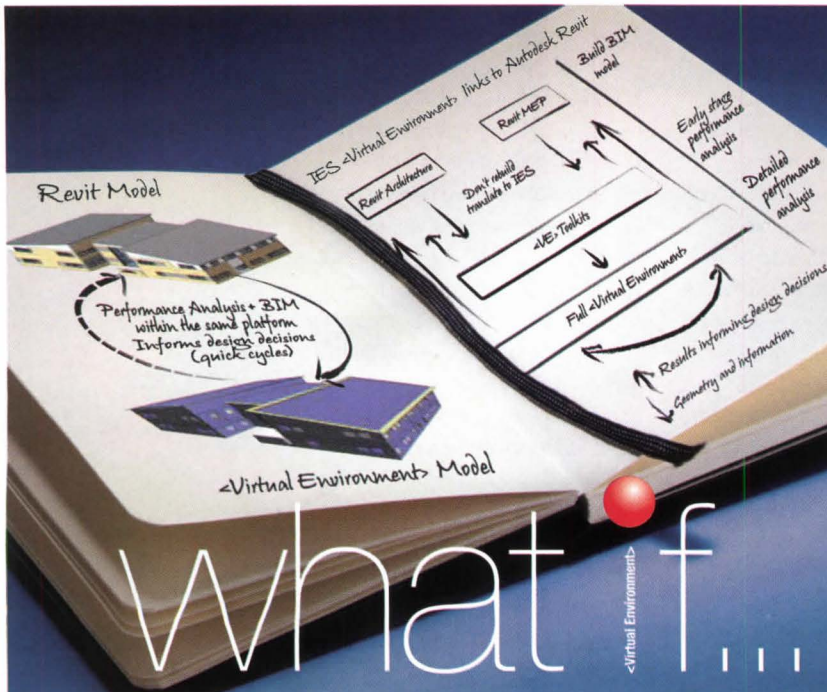 Revit Model
Performance Analysis + BIM
within the same platform
Informs design decisions
(quick cycles)
<Virtual Environment> Model
IES <Virtual Environment> links to Autodesk Revit
Revit Architecture
Revit MEP
Don't rebuild
translate to IES
<VE> Toolkits
Full <Virtual Environment>
Build BIM
model
Early stage
performance
analysis
Detailed
performance
analysis
Results informing design decisions
Geometry and information
what if...
<Virtual Environment>